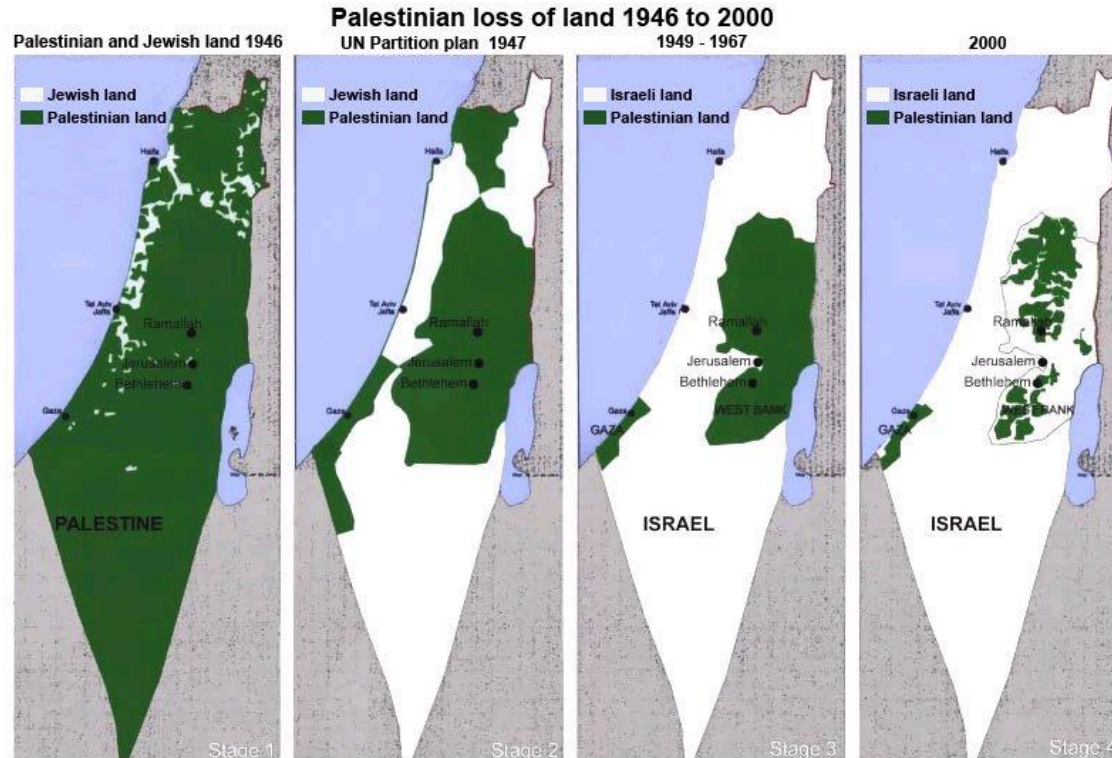 Palestinian loss of land 1946 to 2000
Palestinian and Jewish land 1946
Jewish land
Palestinian land
Haifa
Tel Aviv
Jaffa
Ramallah
Jerusalem
Bethlehem
Gaza
PALESTINE
Stage 1
UN Partition plan 1947
Jewish land
Palestinian land
Haifa
Tel Aviv
Jaffa
Ramallah
Jerusalem
Bethlehem
Gaza
Stage 2
1949 - 1967
Israeli land
Palestinian land
Haifa
Tel Aviv
Jaffa
Ramallah
Jerusalem
Bethlehem
WEST BANK
Gaza
GAZA
ISRAEL
Stage 3
2000
Israeli land
Palestinian land
Haifa
Tel Aviv
Jaffa
Ramallah
Jerusalem
Bethlehem
WEST BANK
Gaza
GAZA
ISRAEL
Stage 4